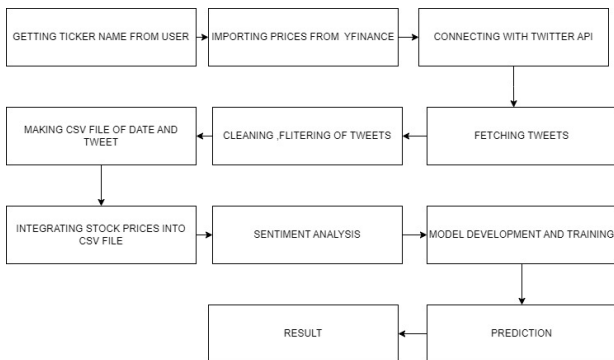 GETTING TICKER NAME FROM USER
IMPORTING PRICES FROM YFINANCE
CONNECTING WITH TWITTER API
FETCHING TWEETS
CLEANING ,FLITERING OF TWEETS
MAKING CSV FILE OF DATE AND
TWEET
INTEGRATING STOCK PRICES INTO
CSV FILE
SENTIMENT ANALYSIS
MODEL DEVELOPMENT AND TRAINING
PREDICTION
RESULT